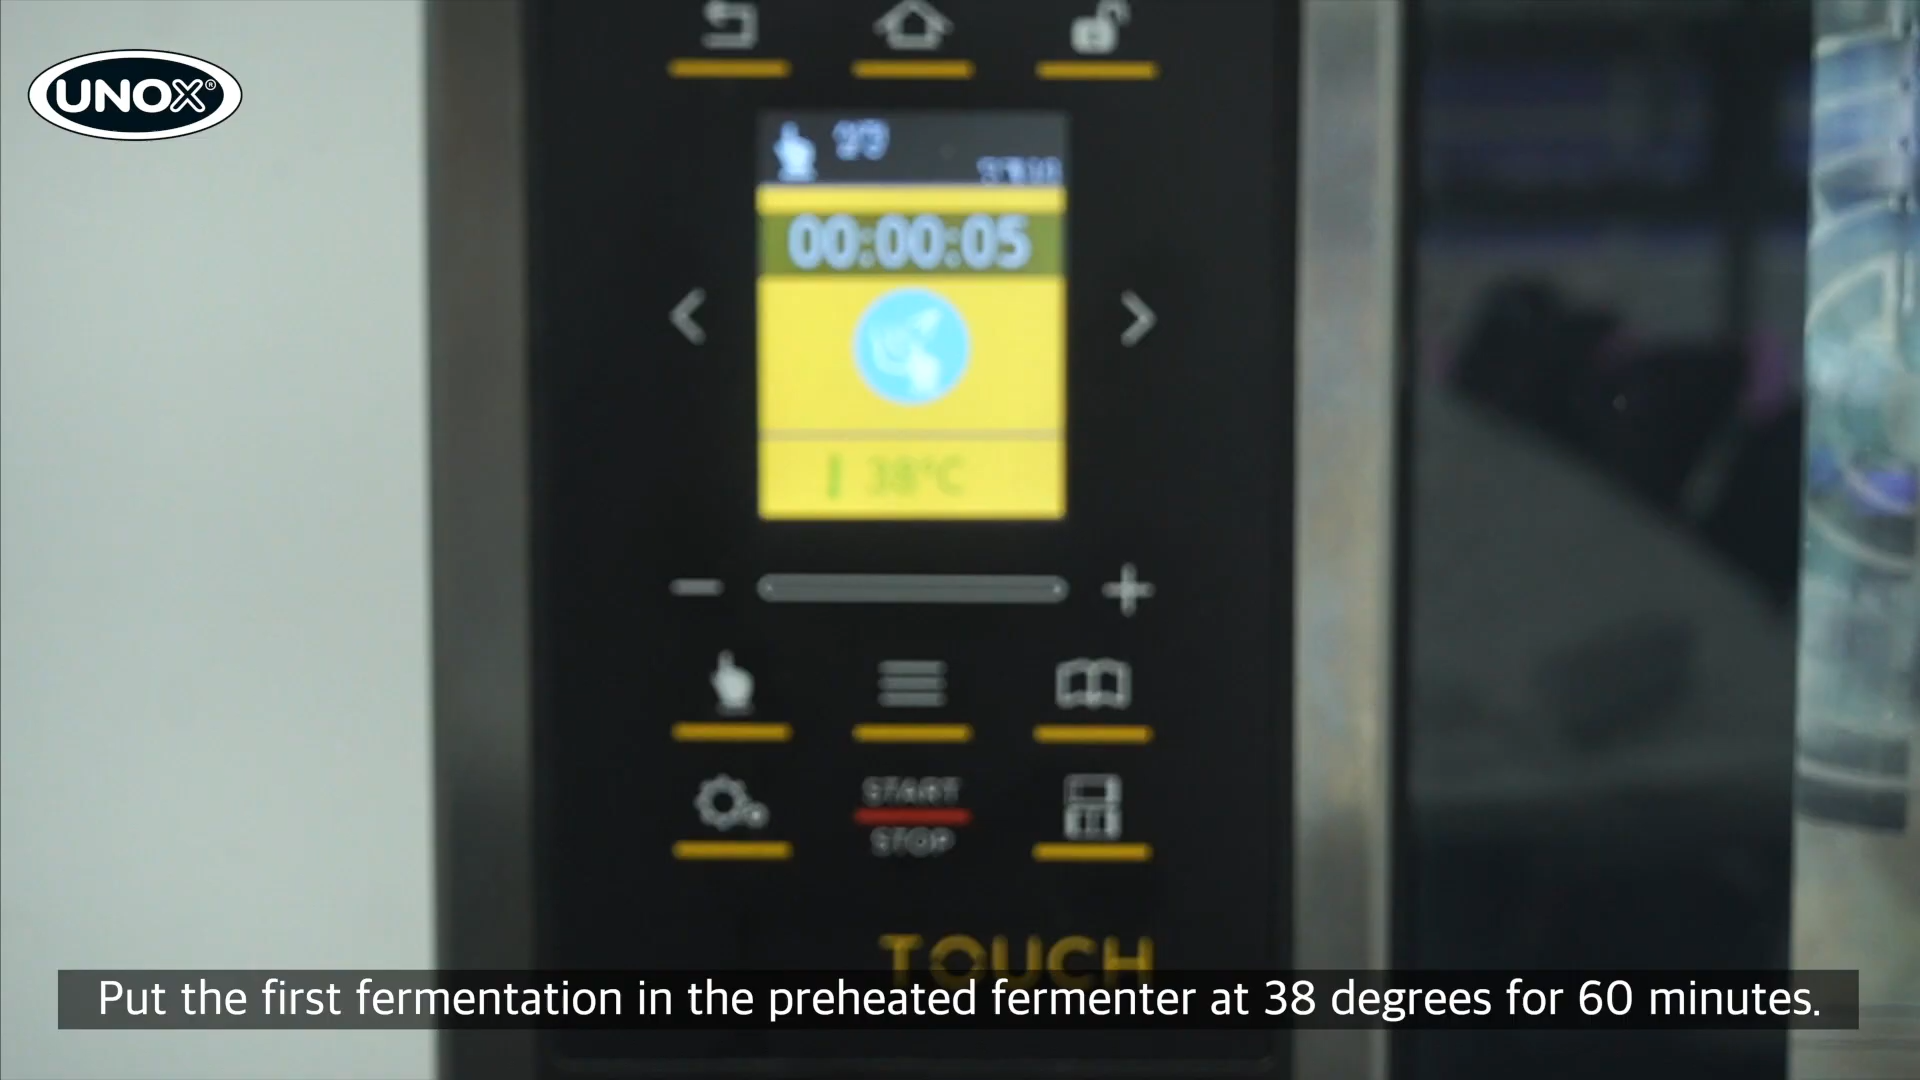 UNOX®
00:00:05
38°C
START
STOP
TOUCH
Put the first fermentation in the preheated fermenter at 38 degrees for 60 minutes.